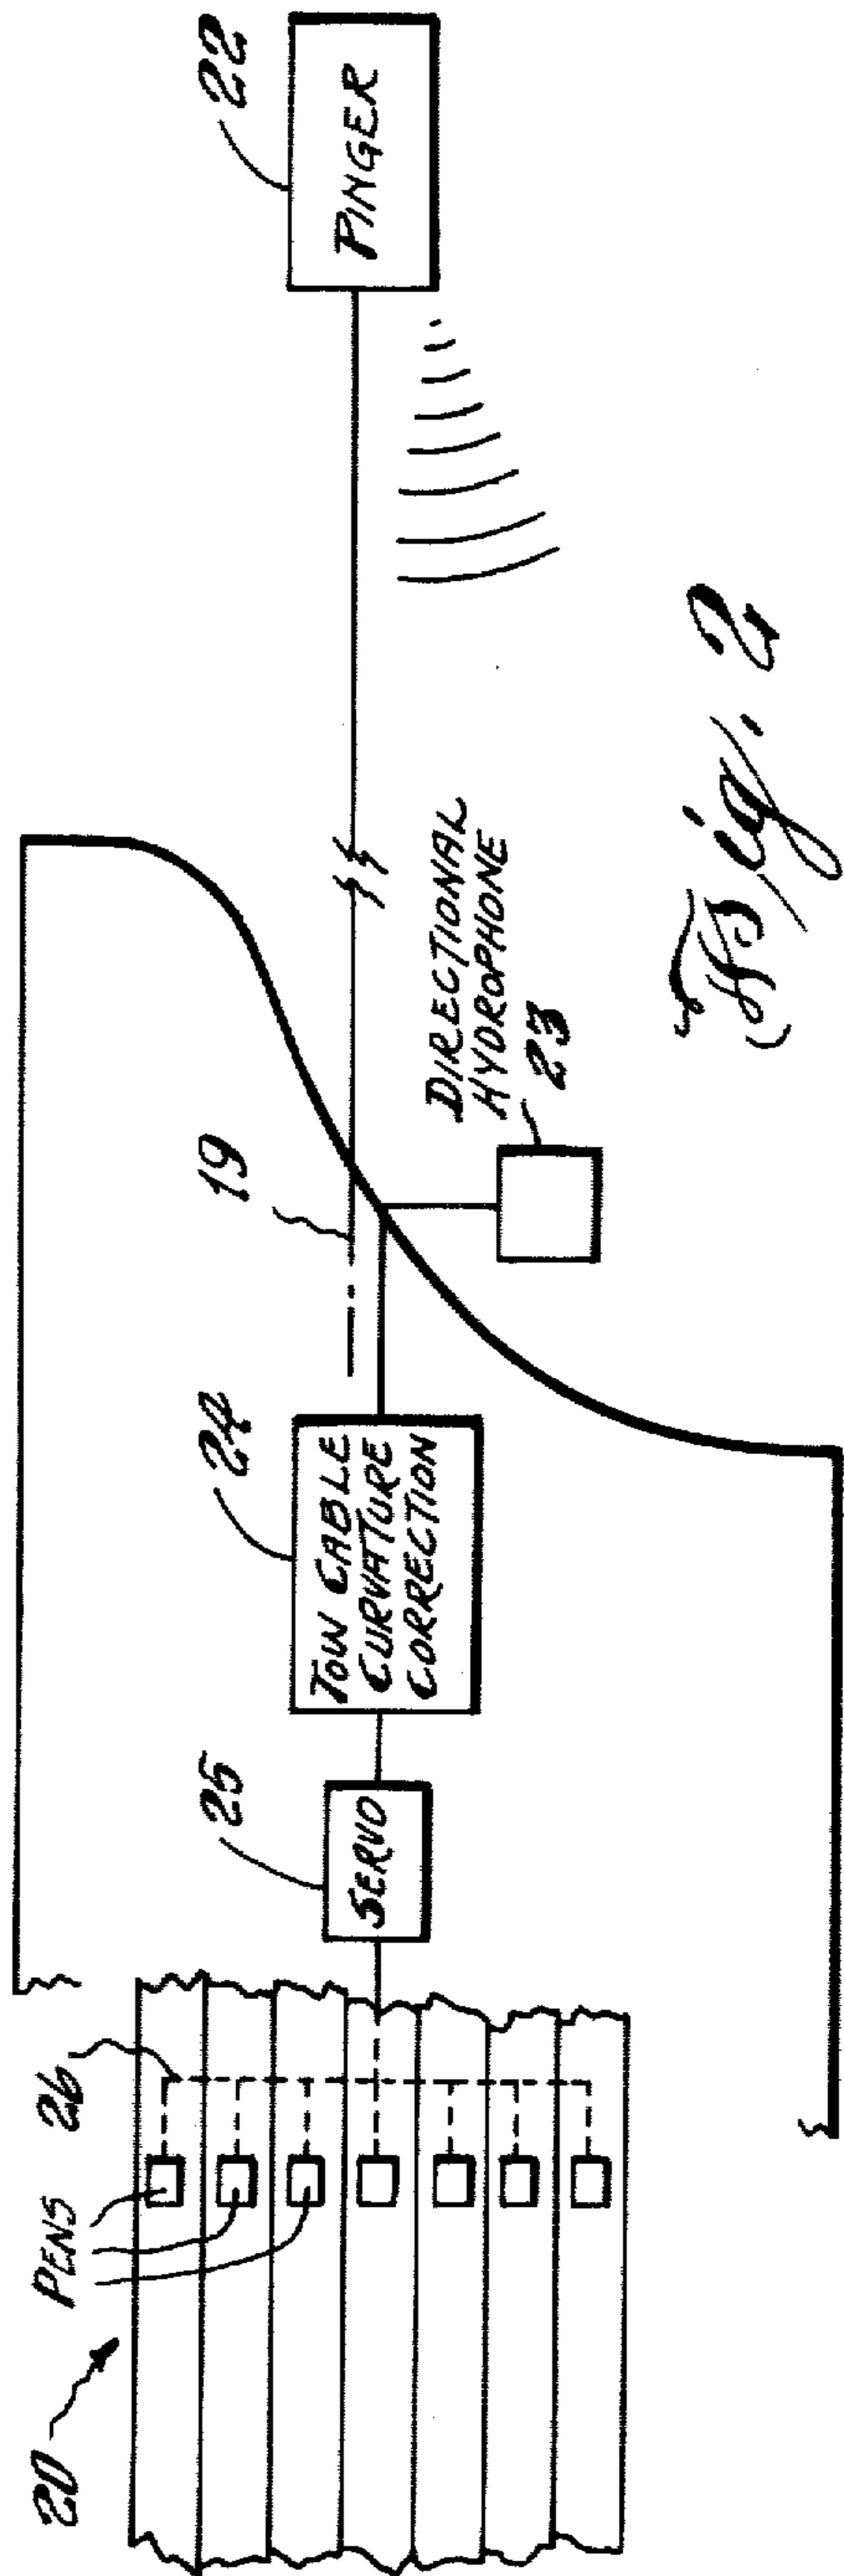 20
PENS
26
25
SERVO
24
TOW CABLE
CURVATURE
CORRECTION
19
DIRECTIONAL
HYDROPHONE
23
22
PINGER
Fig. 2